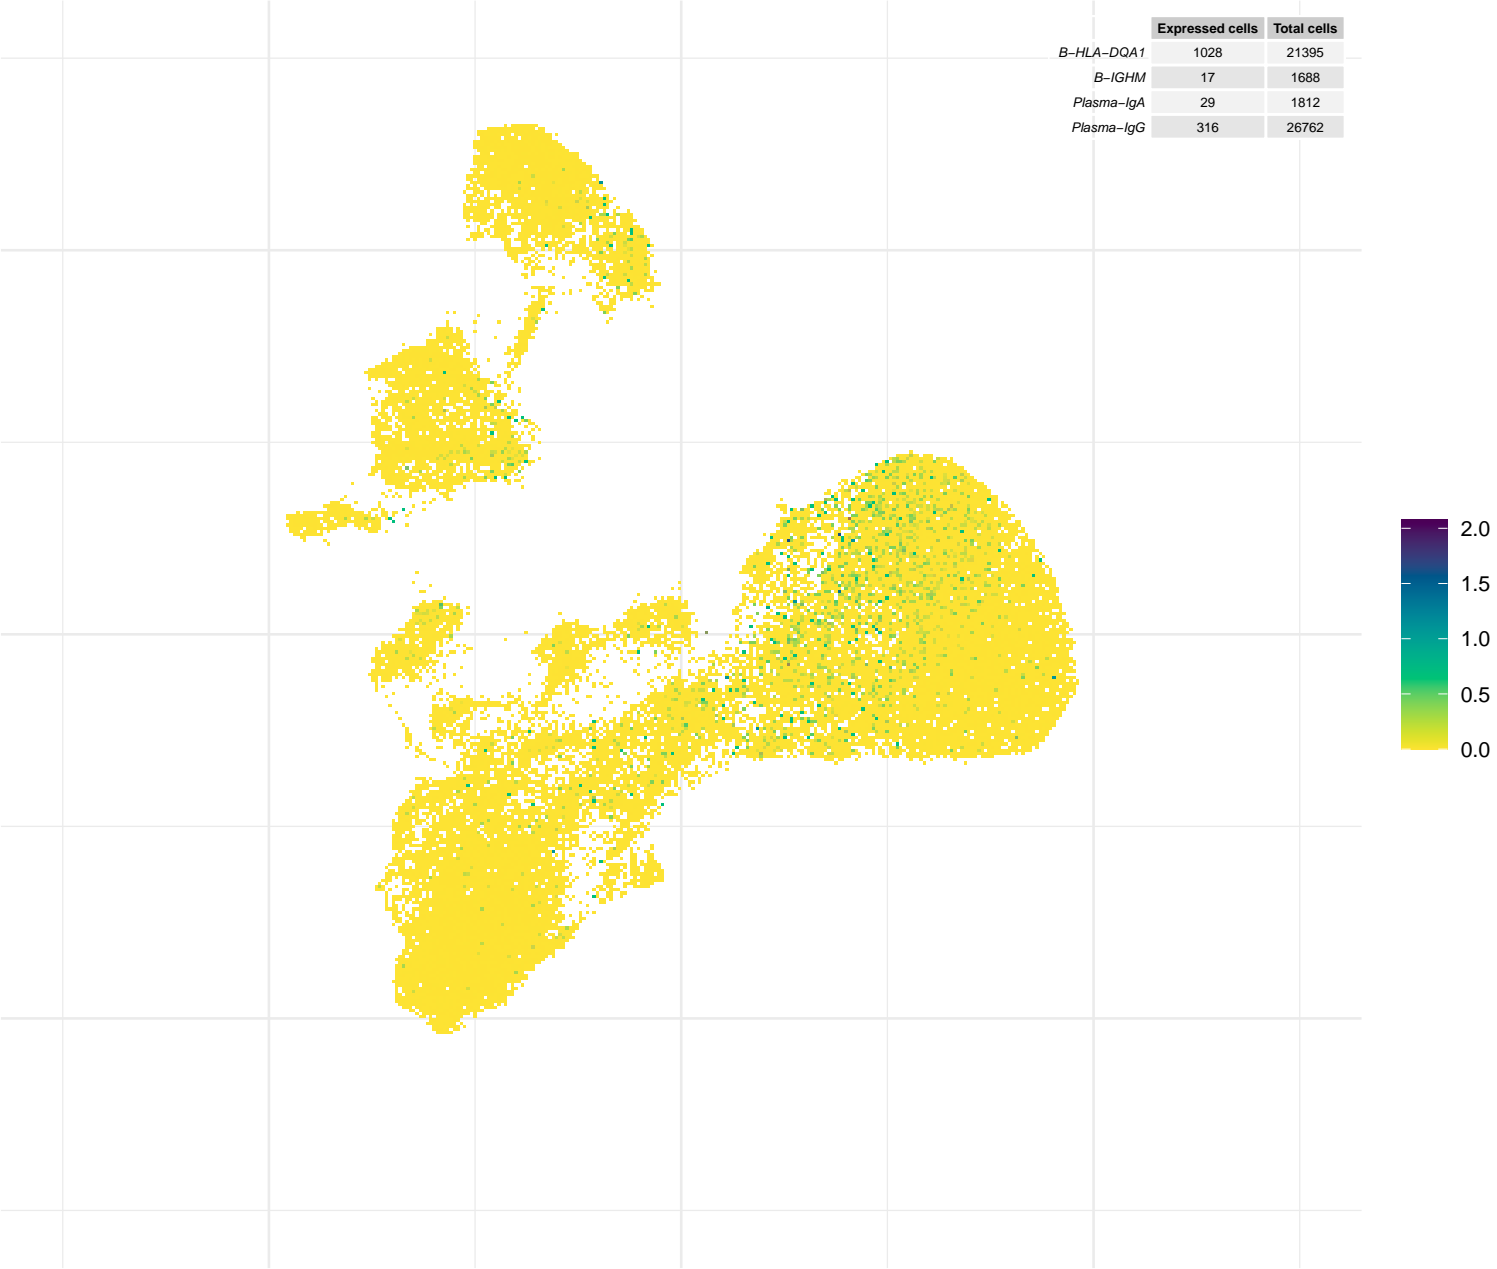 Expressed cells Total cells
B−HLA−DQA1 1028 21395
B−IGHM 17 1688
Plasma−IgA 29 1812
Plasma−IgG 316 26762
2.0
1.5
1.0
0.5
0.0